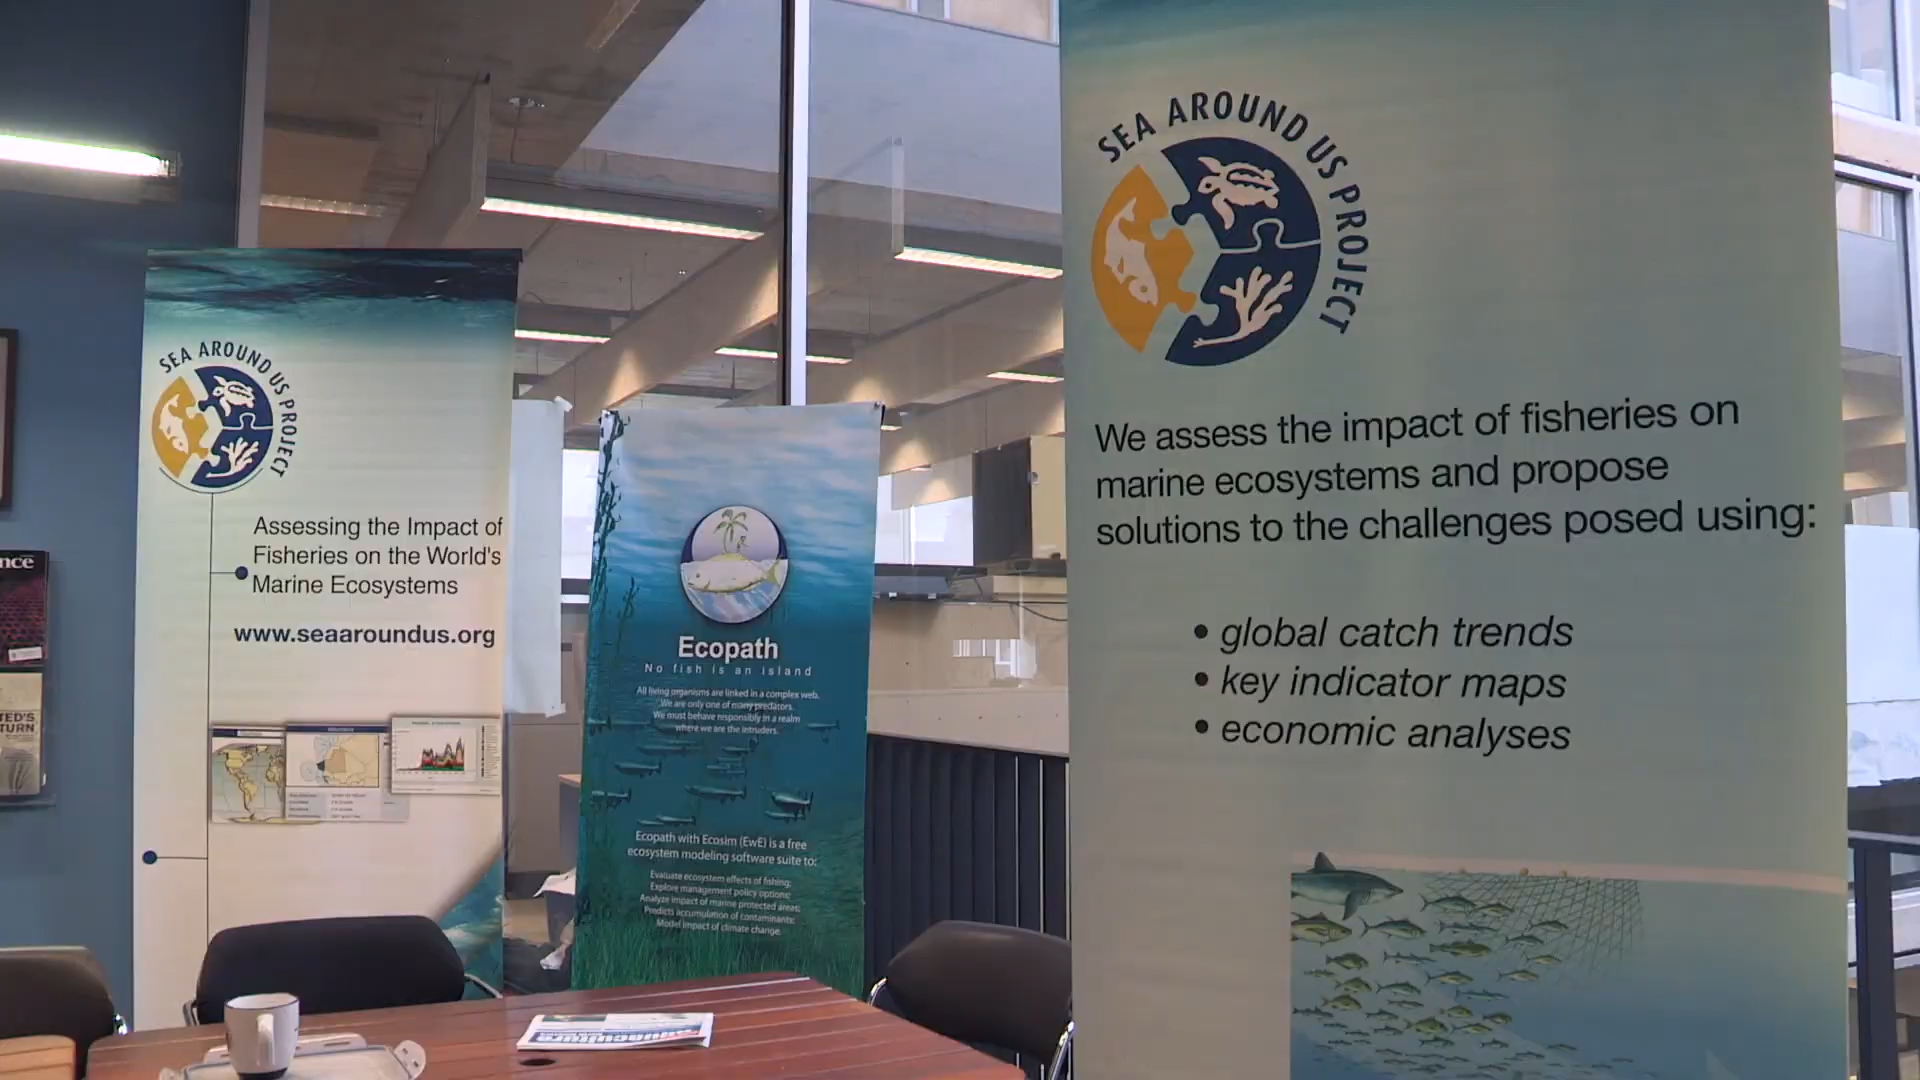 SEA AROUND US PROJECT
Assessing the Impact of
Fisheries on the World's
Marine Ecosystems
www.seaaroundus.org
Ecopath
No fish is an island
All living organisms are linked in a complex web.
We are only one of many predators.
We must behave responsibly in a realm
where we are the intruders.
Ecopath with Ecosim (EwE) is a free
ecosystem modeling software suite to:
Evaluate ecosystem effects of fishing;
Explore management policy options;
Analyze impact of marine protected areas;
Predicts accumulation of contaminants;
Model impact of climate change.
SEA AROUND US PROJECT
We assess the impact of fisheries on
marine ecosystems and propose
solutions to the challenges posed using:
• global catch trends
• key indicator maps
• economic analyses
nce
TED'S
TURN